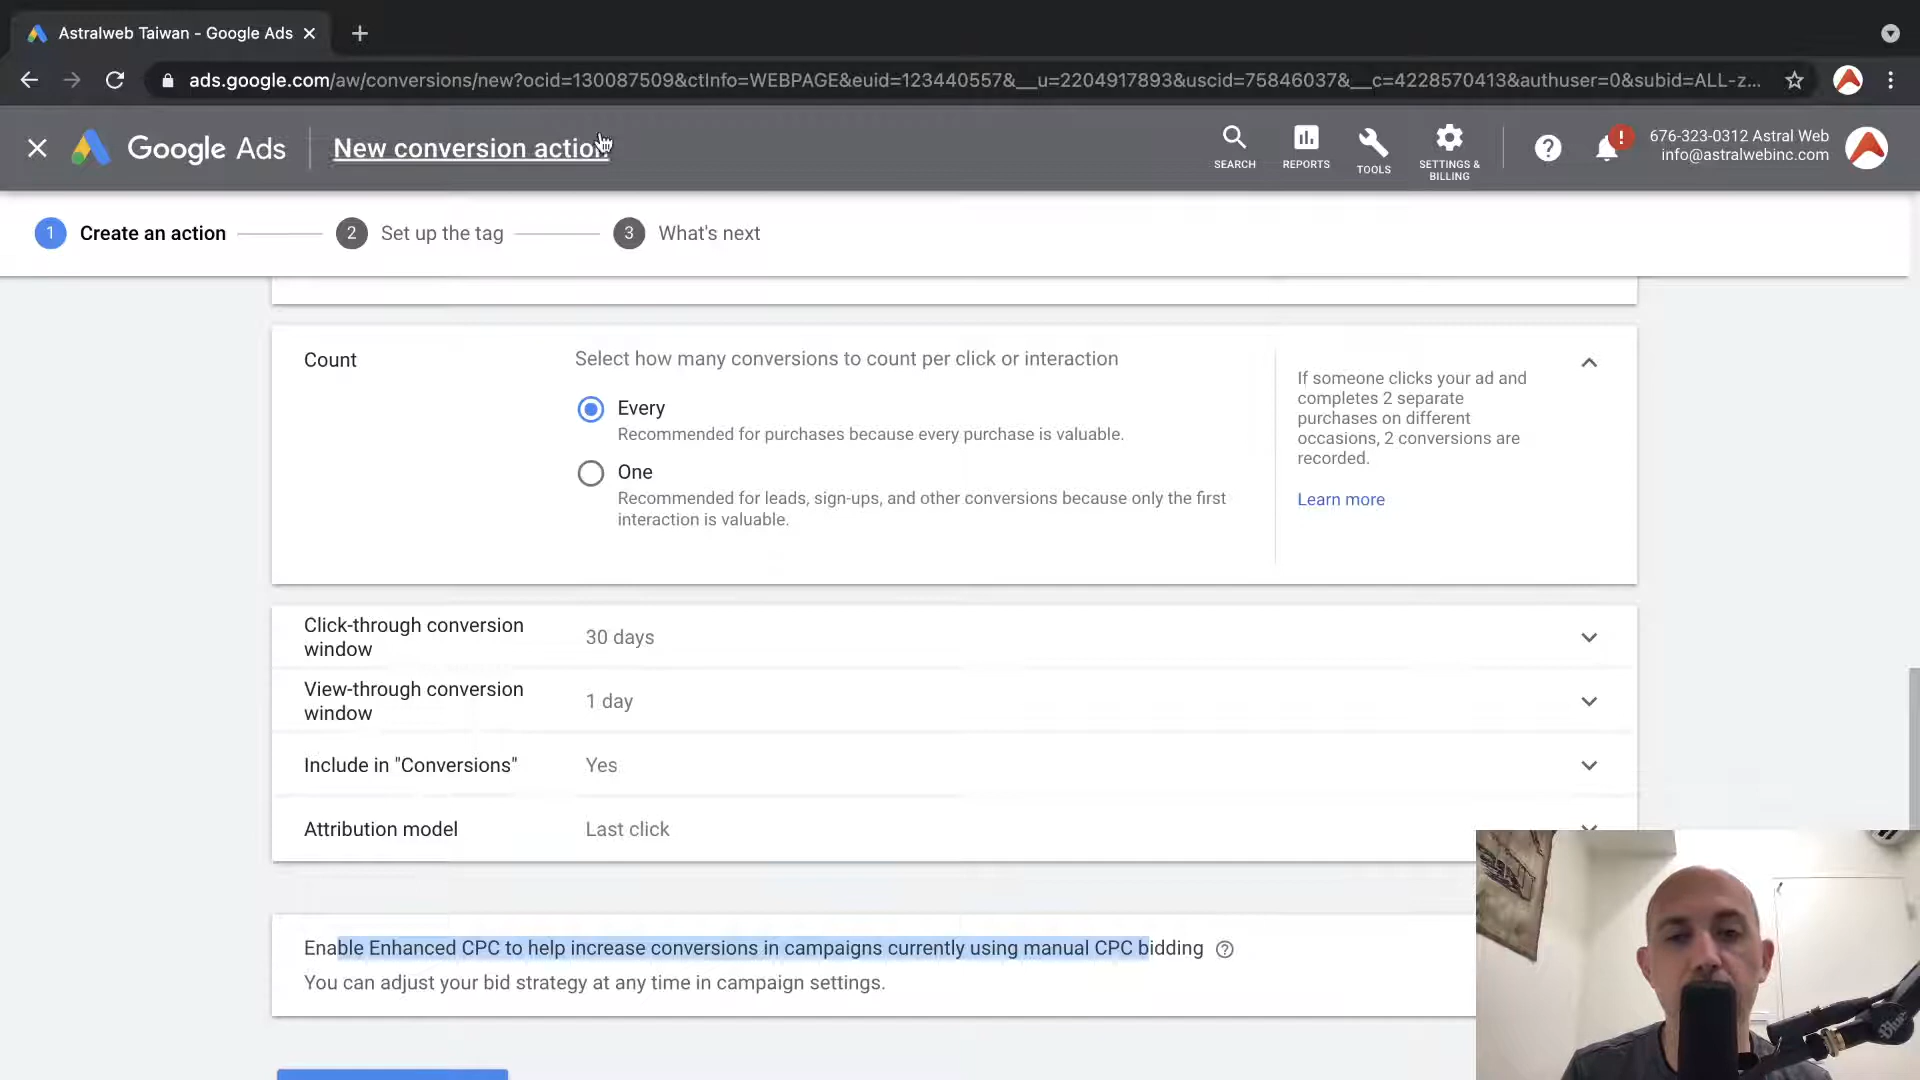 Astralweb Taiwan - Google Ads
ads.google.com/aw/conversions/new?ocid=130087509&ctInfo=WEBPAGE&euid=123440557&__u=2204917893&uscid=75846037&__c=4228570413&authuser=0&subid=ALL-z...
Google Ads
New conversion action
SEARCH
REPORTS
TOOLS
SETTINGS &
BILLING
!
676-323-0312 Astral Web
info@astralwebinc.com
1 Create an action
2 Set up the tag
3 What's next
Count
Select how many conversions to count per click or interaction
Every
Recommended for purchases because every purchase is valuable.
One
Recommended for leads, sign-ups, and other conversions because only the first
interaction is valuable.
If someone clicks your ad and
completes 2 separate
purchases on different
occasions, 2 conversions are
recorded.
Learn more
Click-through conversion
window
30 days
View-through conversion
window
1 day
Include in "Conversions"
Yes
Attribution model
Last click
Enable Enhanced CPC to help increase conversions in campaigns currently using manual CPC bidding
You can adjust your bid strategy at any time in campaign settings.
Blue